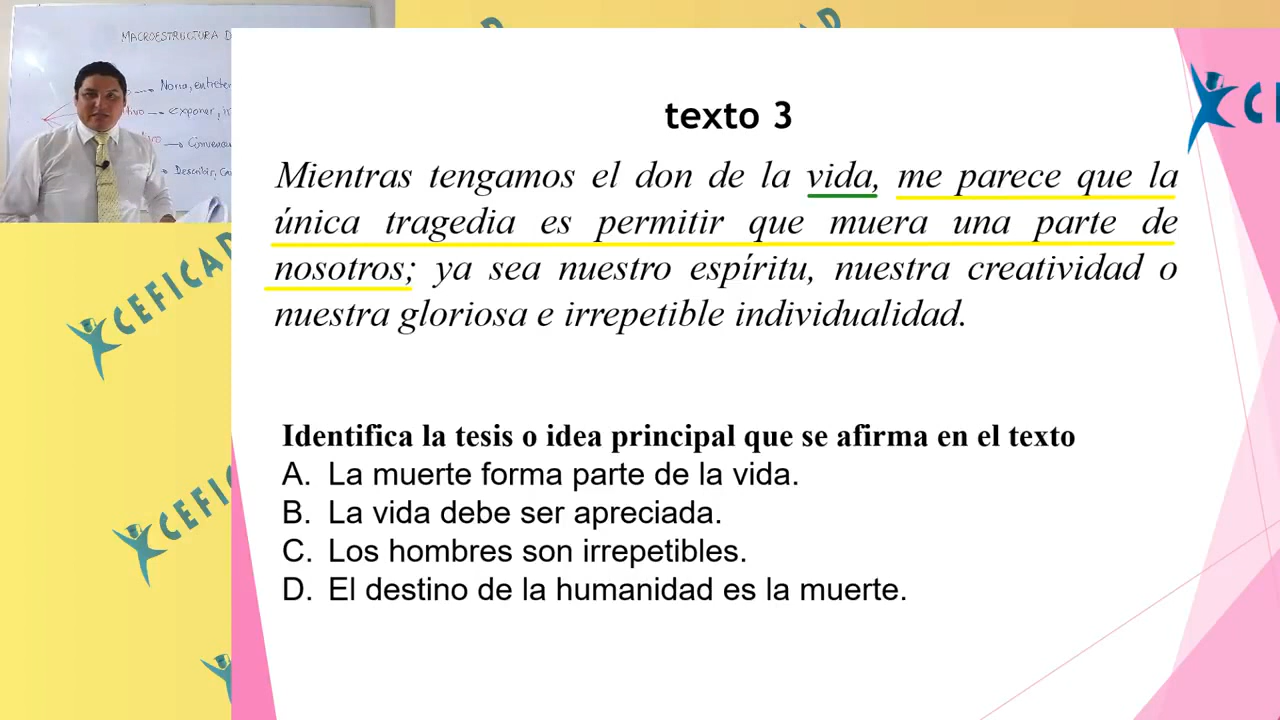 MACROESTRUCTURA
texto 3
Mientras tengamos el don de la vida, me parece que la
única tragedia es permitir que muera una parte de
nosotros; ya sea nuestro espíritu, nuestra creatividad o
nuestra gloriosa e irrepetible individualidad.
Identifica la tesis o idea principal que se afirma en el texto
A. La muerte forma parte de la vida.
B. La vida debe ser apreciada.
C. Los hombres son irrepetibles.
D. El destino de la humanidad es la muerte.